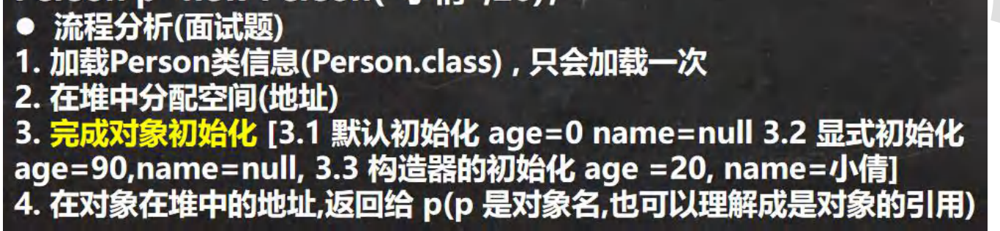 ● 流程分析(面试题)
1. 加载Person类信息(Person.class) , 只会加载一次
2. 在堆中分配空间(地址)
3. 完成对象初始化 [3.1 默认初始化 age=0 name=null 3.2 显式初始化
age=90,name=null, 3.3 构造器的初始化 age =20, name=小倩]
4. 在对象在堆中的地址,返回给 p(p 是对象名,也可以理解成是对象的引用)